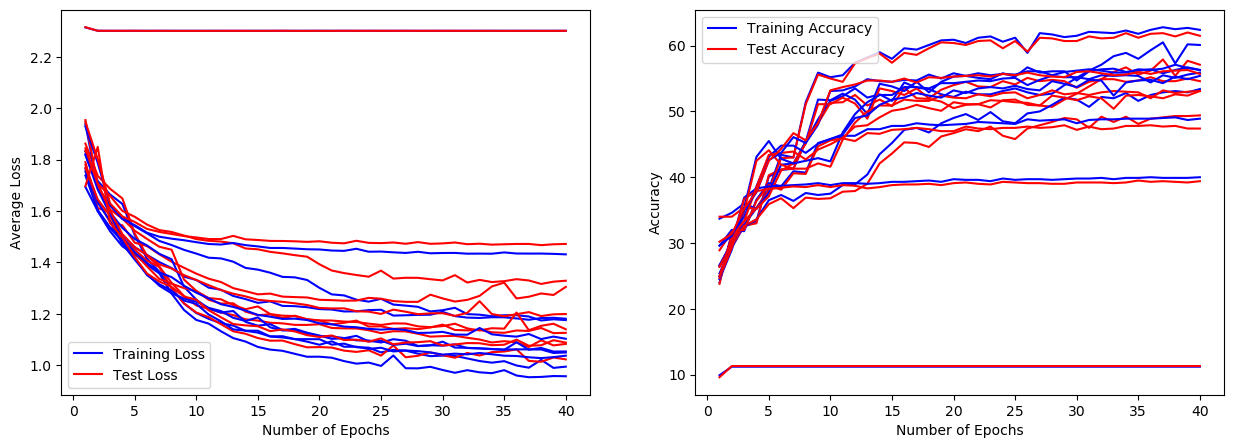 2.2
2.0
1.8
1.6
1.4
1.2
1.0
Average Loss
Training Loss
Test Loss
0 5 10 15 20 25 30 35 40
Number of Epochs
60
50
40
30
20
10
Accuracy
Training Accuracy
Test Accuracy
0 5 10 15 20 25 30 35 40
Number of Epochs